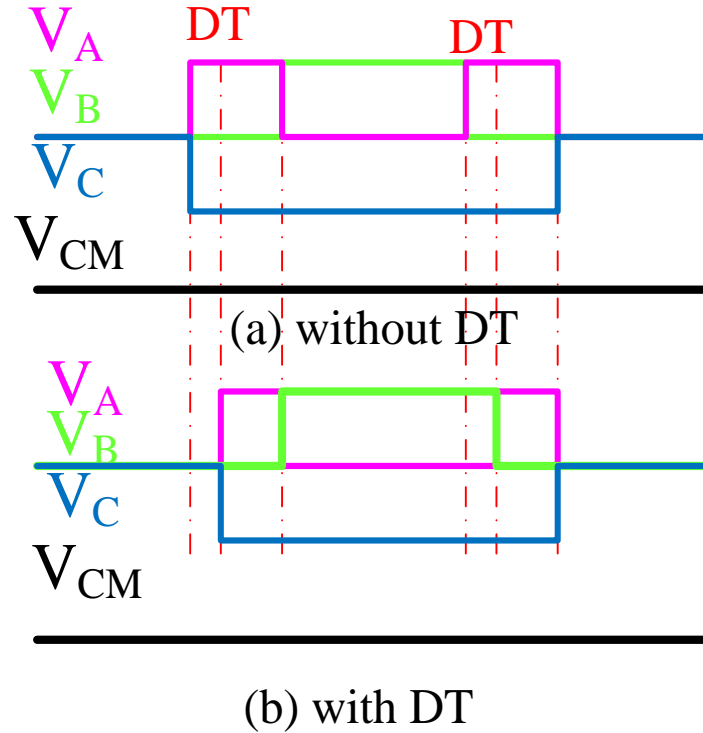 DT
DT
V_A
V_B
V_C
V_CM
(a) without DT
V_A
V_B
V_C
V_CM
(b) with DT